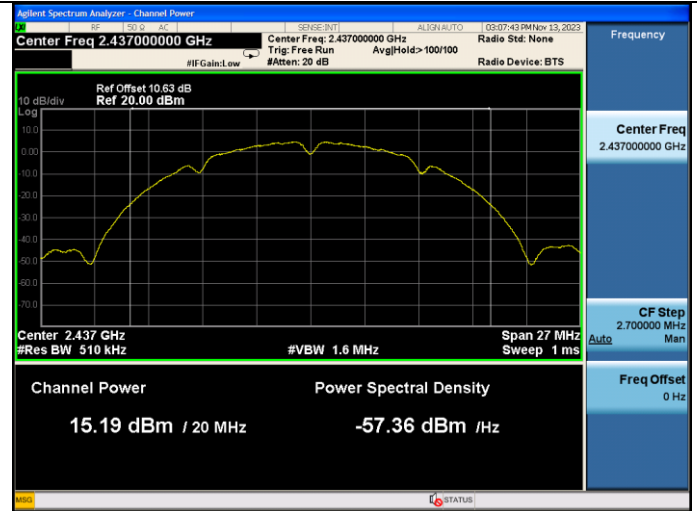 Agilent Spectrum Analyzer - Channel Power
RF 50 Ω AC SENSE:INT ALIGN AUTO 03:07:43 PM Nov 13, 2023
Center Freq 2.437000000 GHz Center Freq: 2.437000000 GHz Radio Std: None Frequency
Trig: Free Run Avg|Hold:> 100/100
#IFGain:Low #Atten: 20 dB Radio Device: BTS
Ref Offset 10.63 dB
10 dB/div Ref 20.00 dBm
Log
10.0
0.00
-10.0
-20.0
-30.0
-40.0
-50.0
-60.0
-70.0
Center 2.437 GHz Span 27 MHz
#Res BW 510 kHz #VBW 1.6 MHz Sweep 1 ms
Channel Power Power Spectral Density
15.19 dBm / 20 MHz -57.36 dBm /Hz
Center Freq
2.437000000 GHz
CF Step
2.700000 MHz
Auto Man
Freq Offset
0 Hz
MSG STATUS